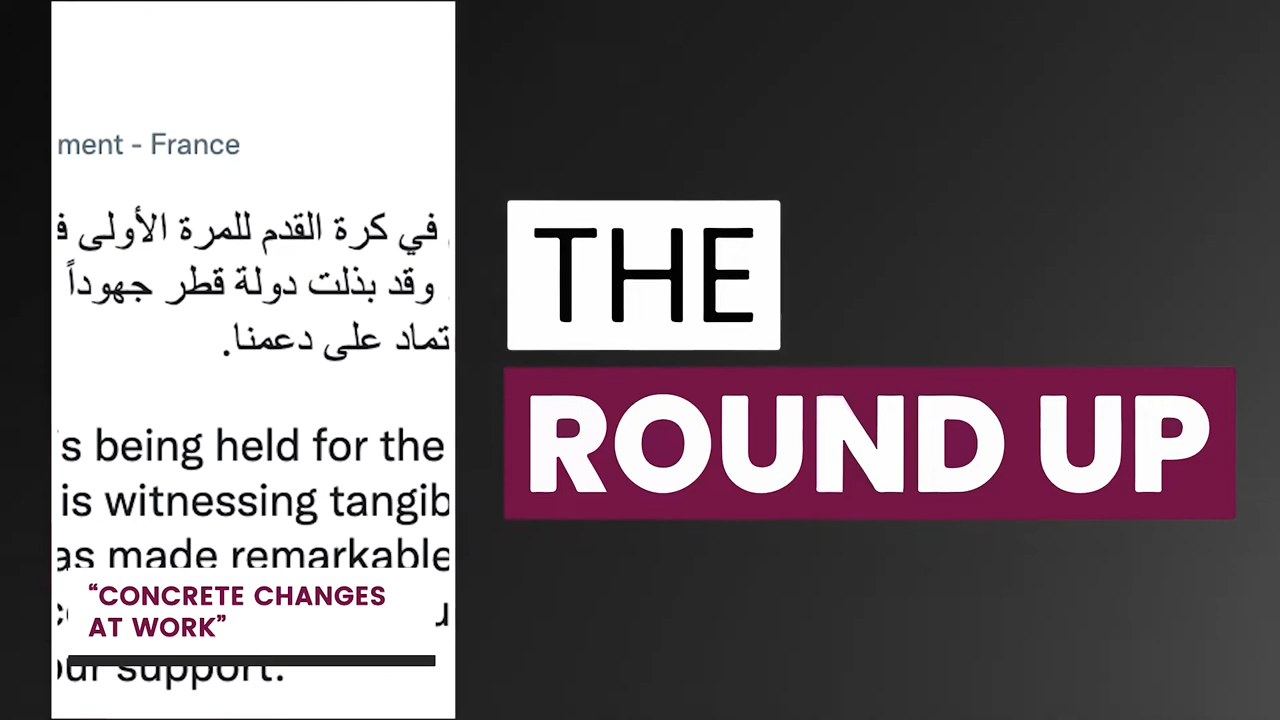 ment - France
في كرة القدم للمرة الأولى
وقد بذلت دولة قطر جهوداً
تماد على دعمنا.
s being held for the
is witnessing tangib
as made remarkable
our support.
“CONCRETE CHANGES
AT WORK”
THE
ROUND UP